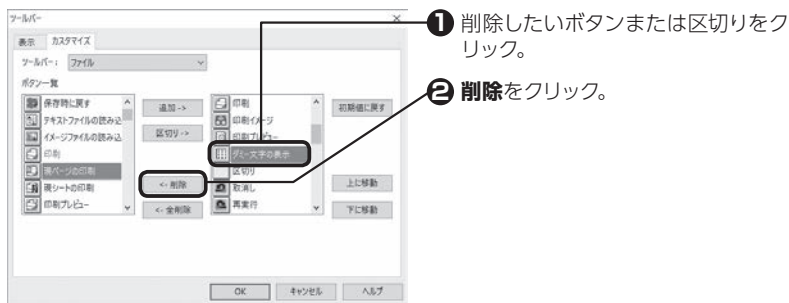 ツールバー
×
表示 カスタマイズ
ツールバー: ファイル
ボタン一覧
保存時に戻す
テキストファイルの読み込
イメージファイルの読み込
印刷
現ページの印刷
現シートの印刷
印刷プレビュー
追加->
区切り->
<-削除
<-全削除
印刷
印刷イメージ
印刷プレビュー
ダミー文字の表示
区切り
取消し
再実行
初期値に戻す
上に移動
下に移動
OK キャンセル ヘルプ
1 削除したいボタンまたは区切りをク
リック。
2 削除をクリック。